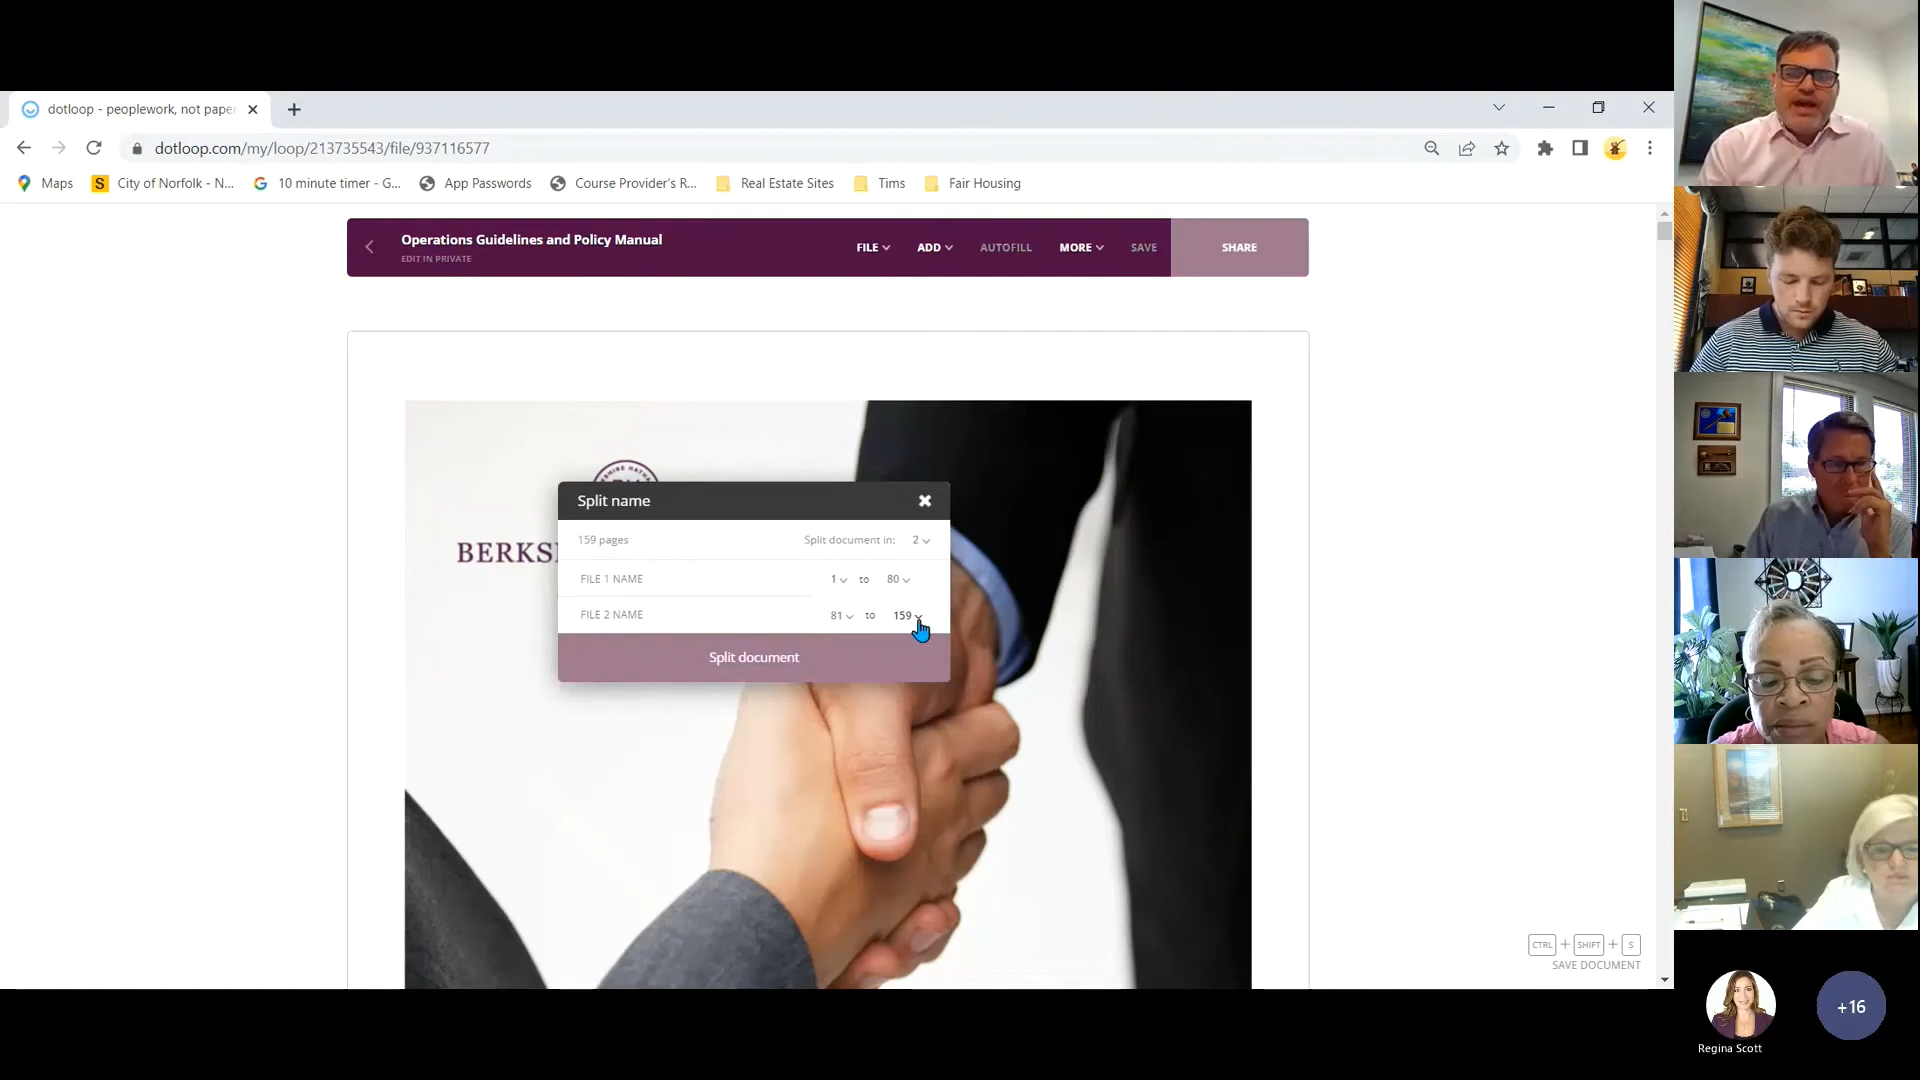 dotloop - peoplework, not pape
dotloop.com/my/loop/213735543/file/937116577
Maps
S
City of Norfolk - N...
10 minute timer - G...
App Passwords
Course Provider's R...
Real Estate Sites
Tims
Fair Housing
Operations Guidelines and Policy Manual
EDIT IN PRIVATE
FILE
ADD
AUTOFILL
MORE
SAVE
SHARE
BERKS
Split name
159 pages
Split document in: 2
FILE 1 NAME 1 to 80
FILE 2 NAME 81 to 159
Split document
CTRL + SHIFT + S
SAVE DOCUMENT
+16
Regina Scott